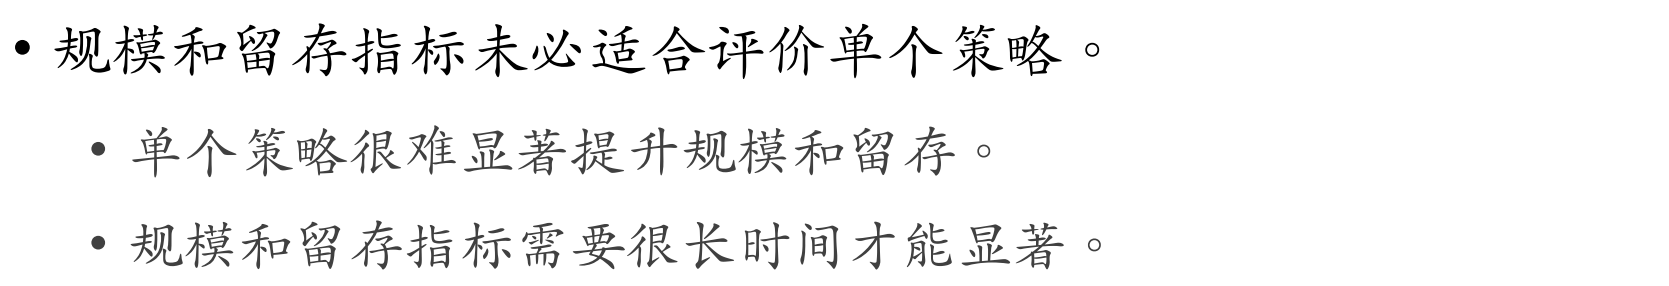 • 规模和留存指标未必适合评价单个策略。
• 单个策略很难显著提升规模和留存。
• 规模和留存指标需要很长时间才能显著。